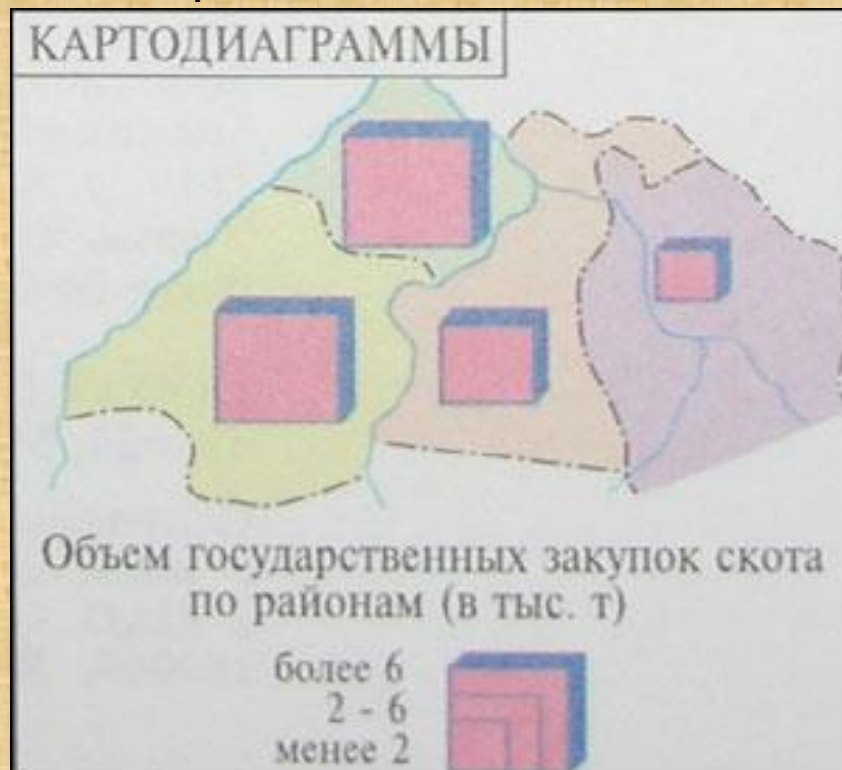 КАРТОДИАГРАММЫ
Объем государственных закупок скота
по районам (в тыс. т)
более 6
2 - 6
менее 2